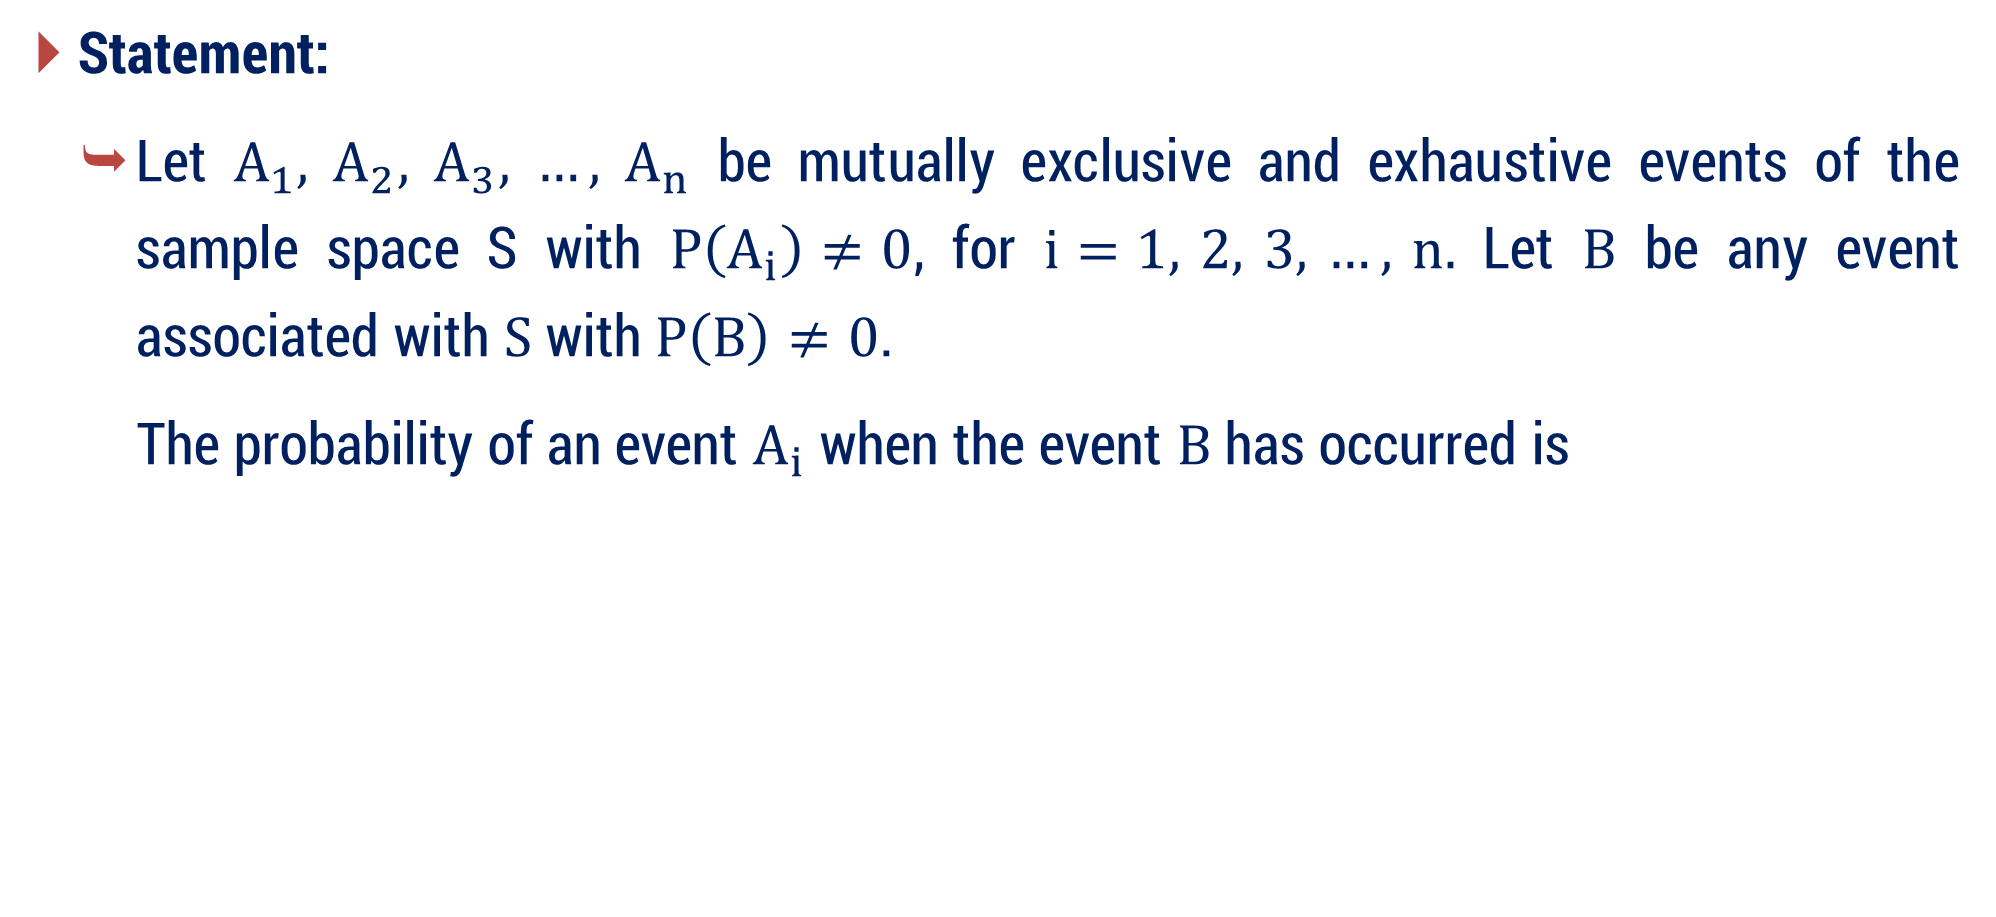 Statement:
Let A₁, A₂, A₃, …, Aₙ be mutually exclusive and exhaustive events of the
sample space S with P(Aᵢ) ≠ 0, for i = 1, 2, 3, …, n. Let B be any event
associated with S with P(B) ≠ 0.
The probability of an event Aᵢ when the event B has occurred is